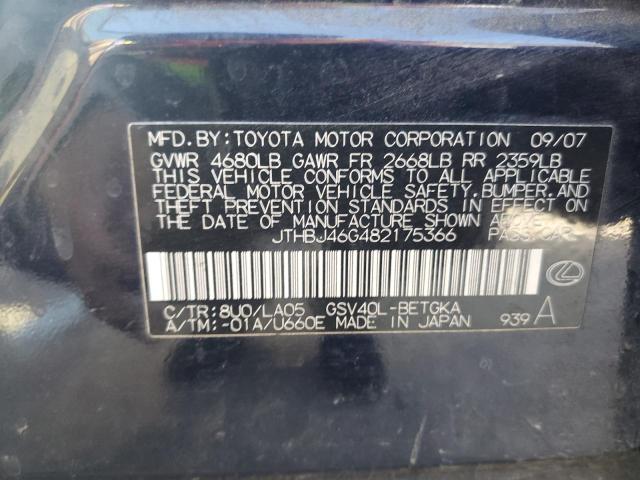 MFD. BY: TOYOTA MOTOR CORPORATION 09/07
GVWR 4680LB GAWR FR 2668LB RR 2359LB
THIS VEHICLE CONFORMS TO ALL APPLICABLE
FEDERAL MOTOR VEHICLE SAFETY, BUMPER, AND
THEFT PREVENTION STANDARDS IN EFFECT ON
THE DATE OF MANUFACTURE SHOWN ABOVE.
JTHBJ46G482175366 PASS. CAR
C/TR: 8U0/LA05 GSV40L-BETGKA
A/TM: -01A/U660E MADE IN JAPAN 939 A